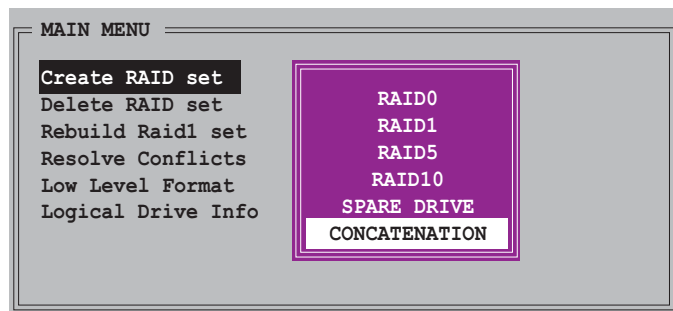 MAIN MENU
Create RAID set
Delete RAID set
Rebuild Raid1 set
Resolve Conflicts
Low Level Format
Logical Drive Info
RAID0
RAID1
RAID5
RAID10
SPARE DRIVE
CONCATENATION